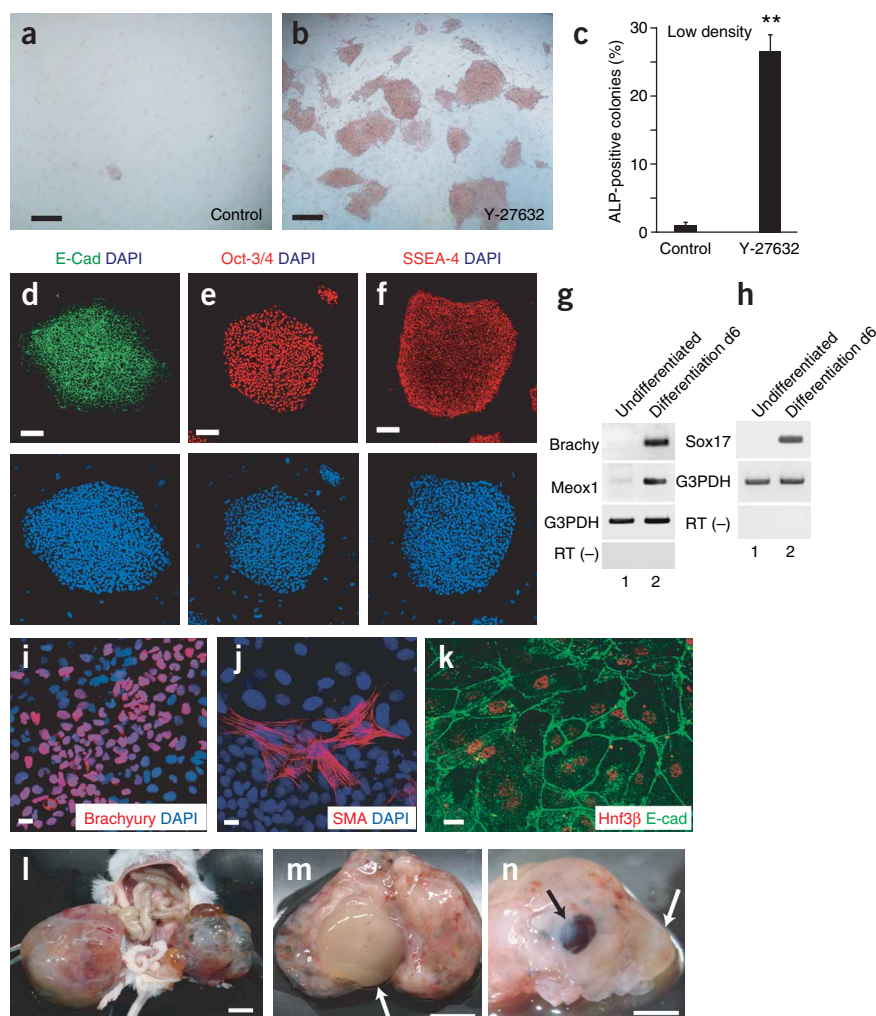 a
Control
b
Y-27632
c
Low density
**
ALP-positive colonies (%)
30
20
10
0
Control
Y-27632
E-Cad DAPI
Oct-3/4 DAPI
SSEA-4 DAPI
d
e
f
g
Undifferentiated
Differentiation d6
Brachy
Meox1
G3PDH
RT (–)
1
2
h
Undifferentiated
Differentiation d6
Sox17
G3PDH
RT (–)
1
2
i
Brachyury DAPI
j
SMA DAPI
k
Hnf3β E-cad
l
m
n